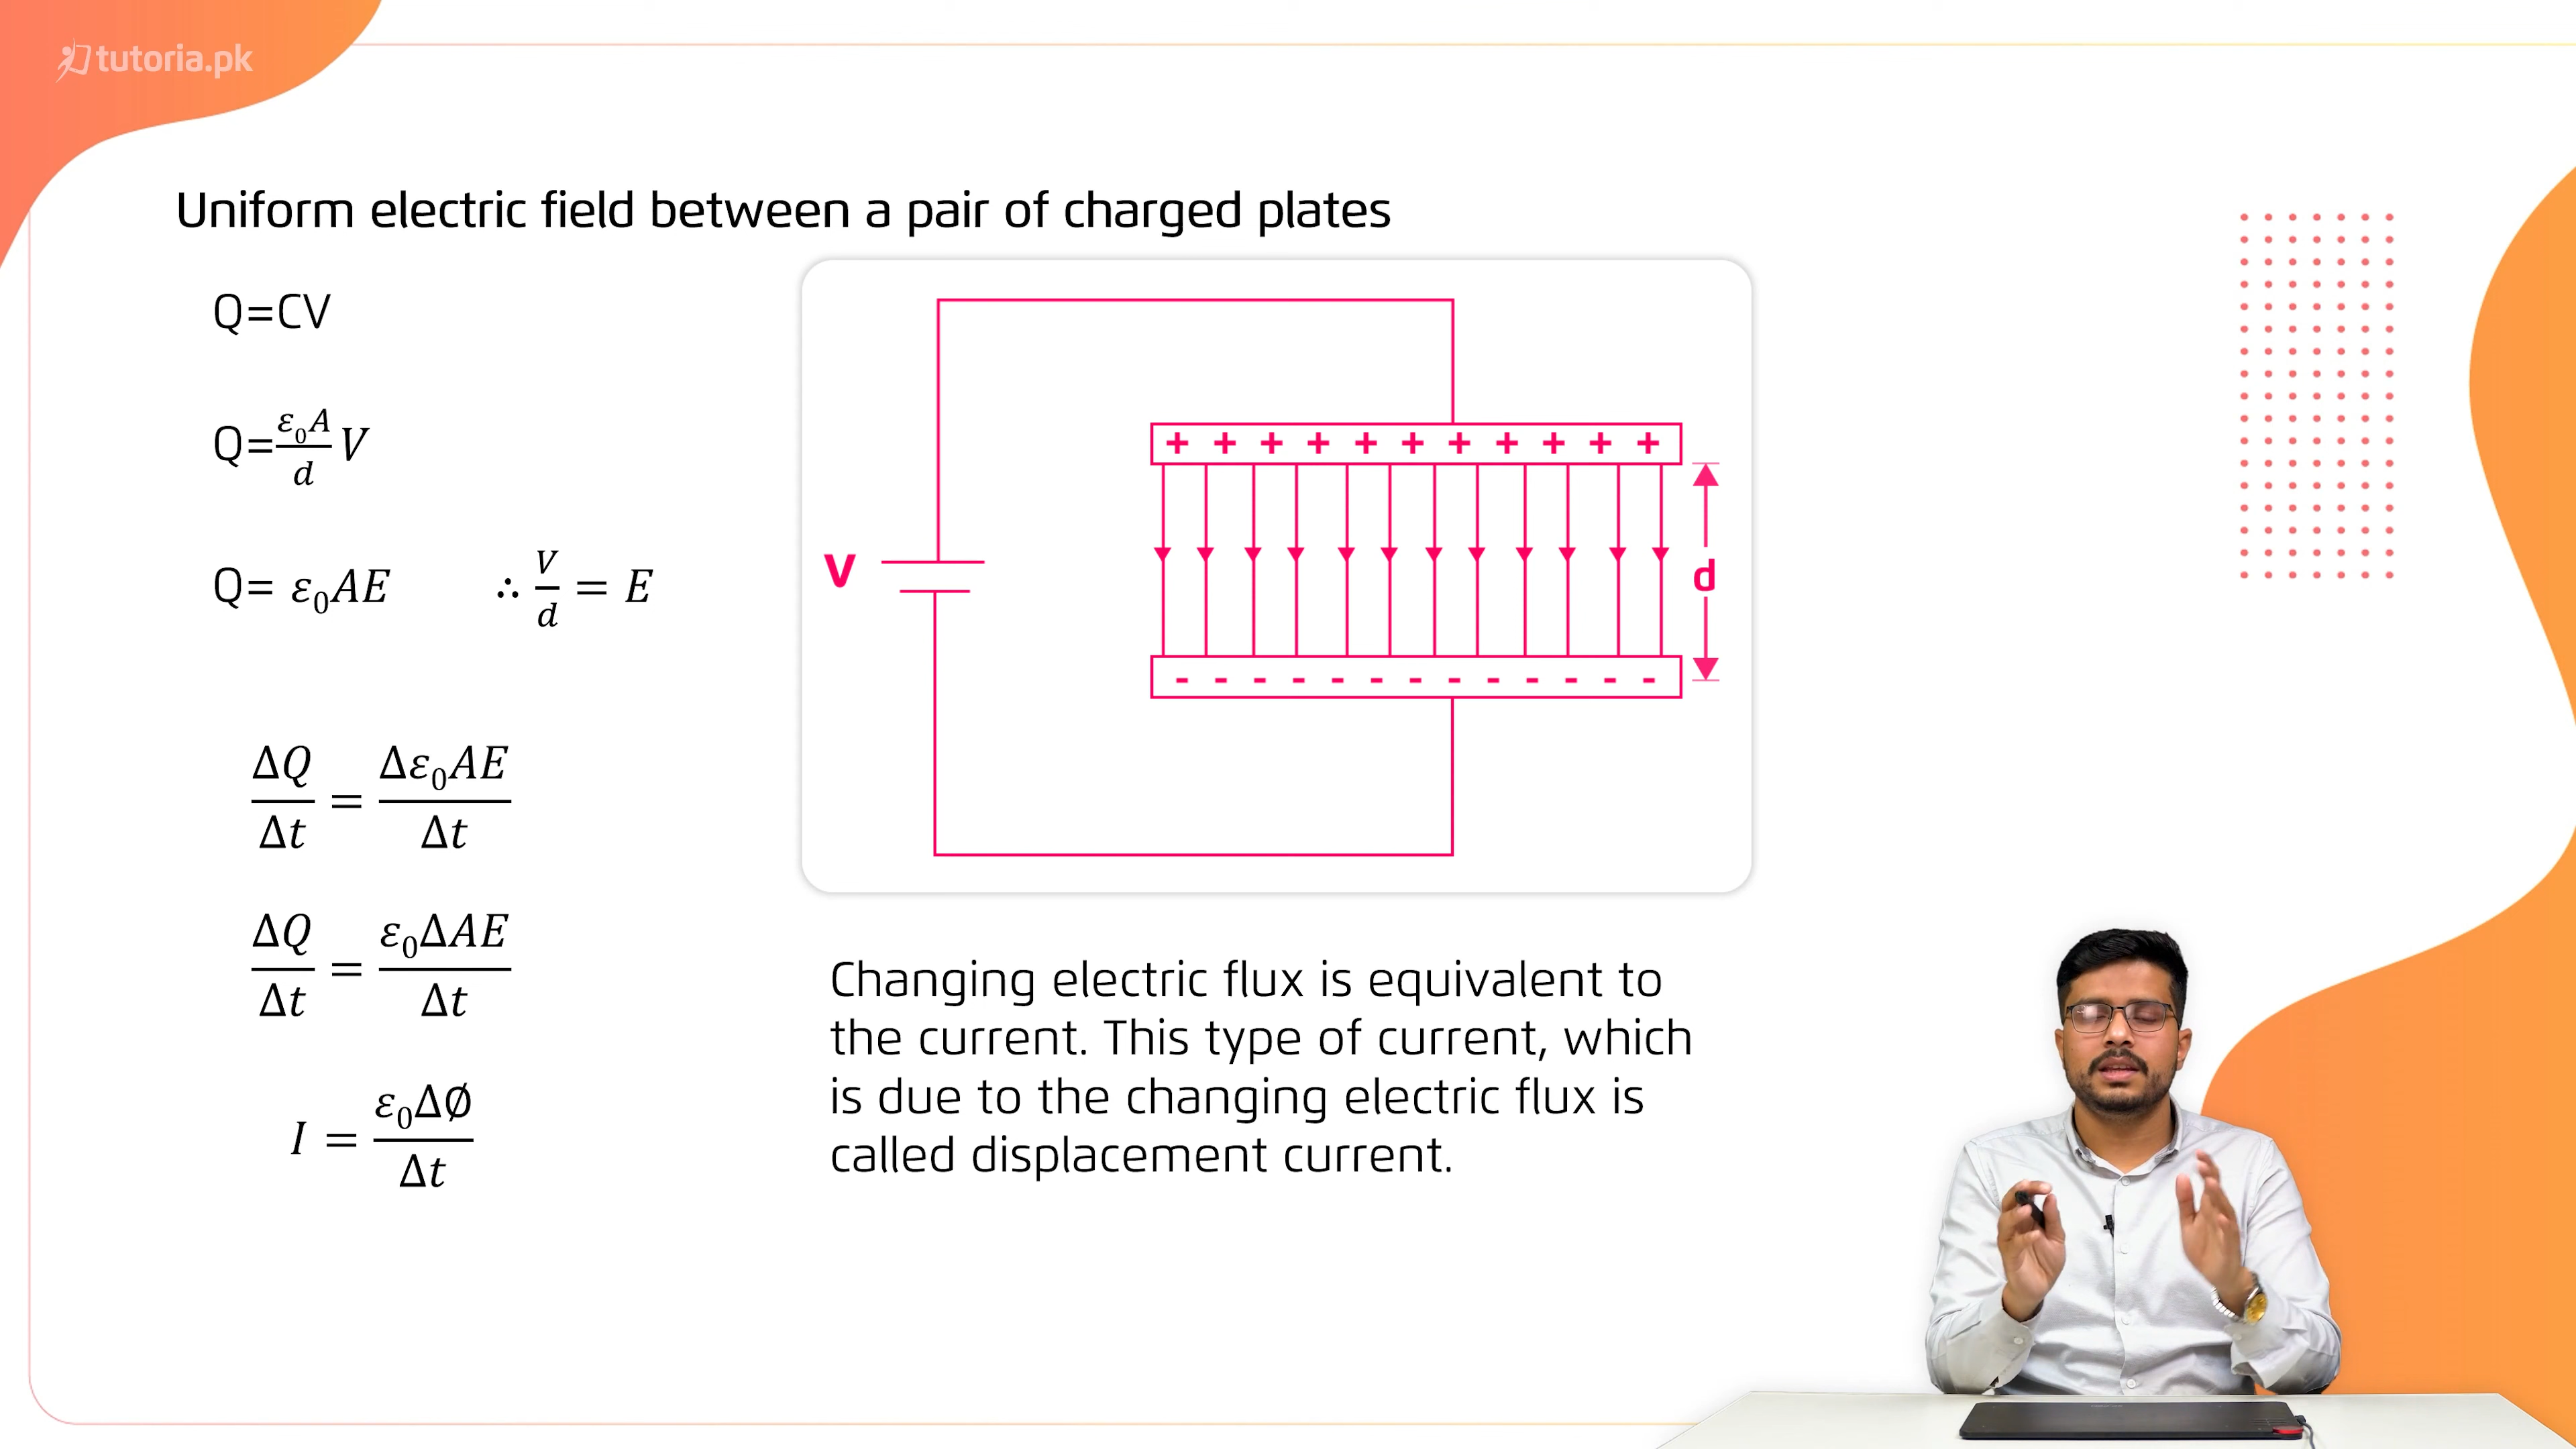 tutoria.pk
Uniform electric field between a pair of charged plates
Q=CV
Q=ε₀A/d V
Q= ε₀AE ∴ V/d = E
ΔQ/Δt = Δε₀AE/Δt
ΔQ/Δt = ε₀ΔAE/Δt
I = ε₀Δ∅/Δt
+ + + + + + + + + + +
V
d
- - - - - - - - - - - - -
Changing electric flux is equivalent to
the current. This type of current, which
is due to the changing electric flux is
called displacement current.